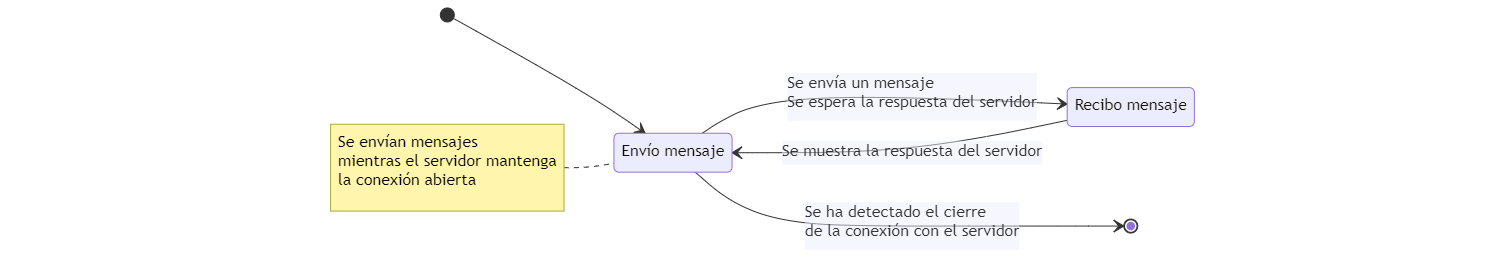 Se envían mensajes
mientras el servidor mantenga
la conexión abierta
Envío mensaje
Se envía un mensaje
Se espera la respuesta del servidor
Recibo mensaje
Se muestra la respuesta del servidor
Se ha detectado el cierre
de la conexión con el servidor